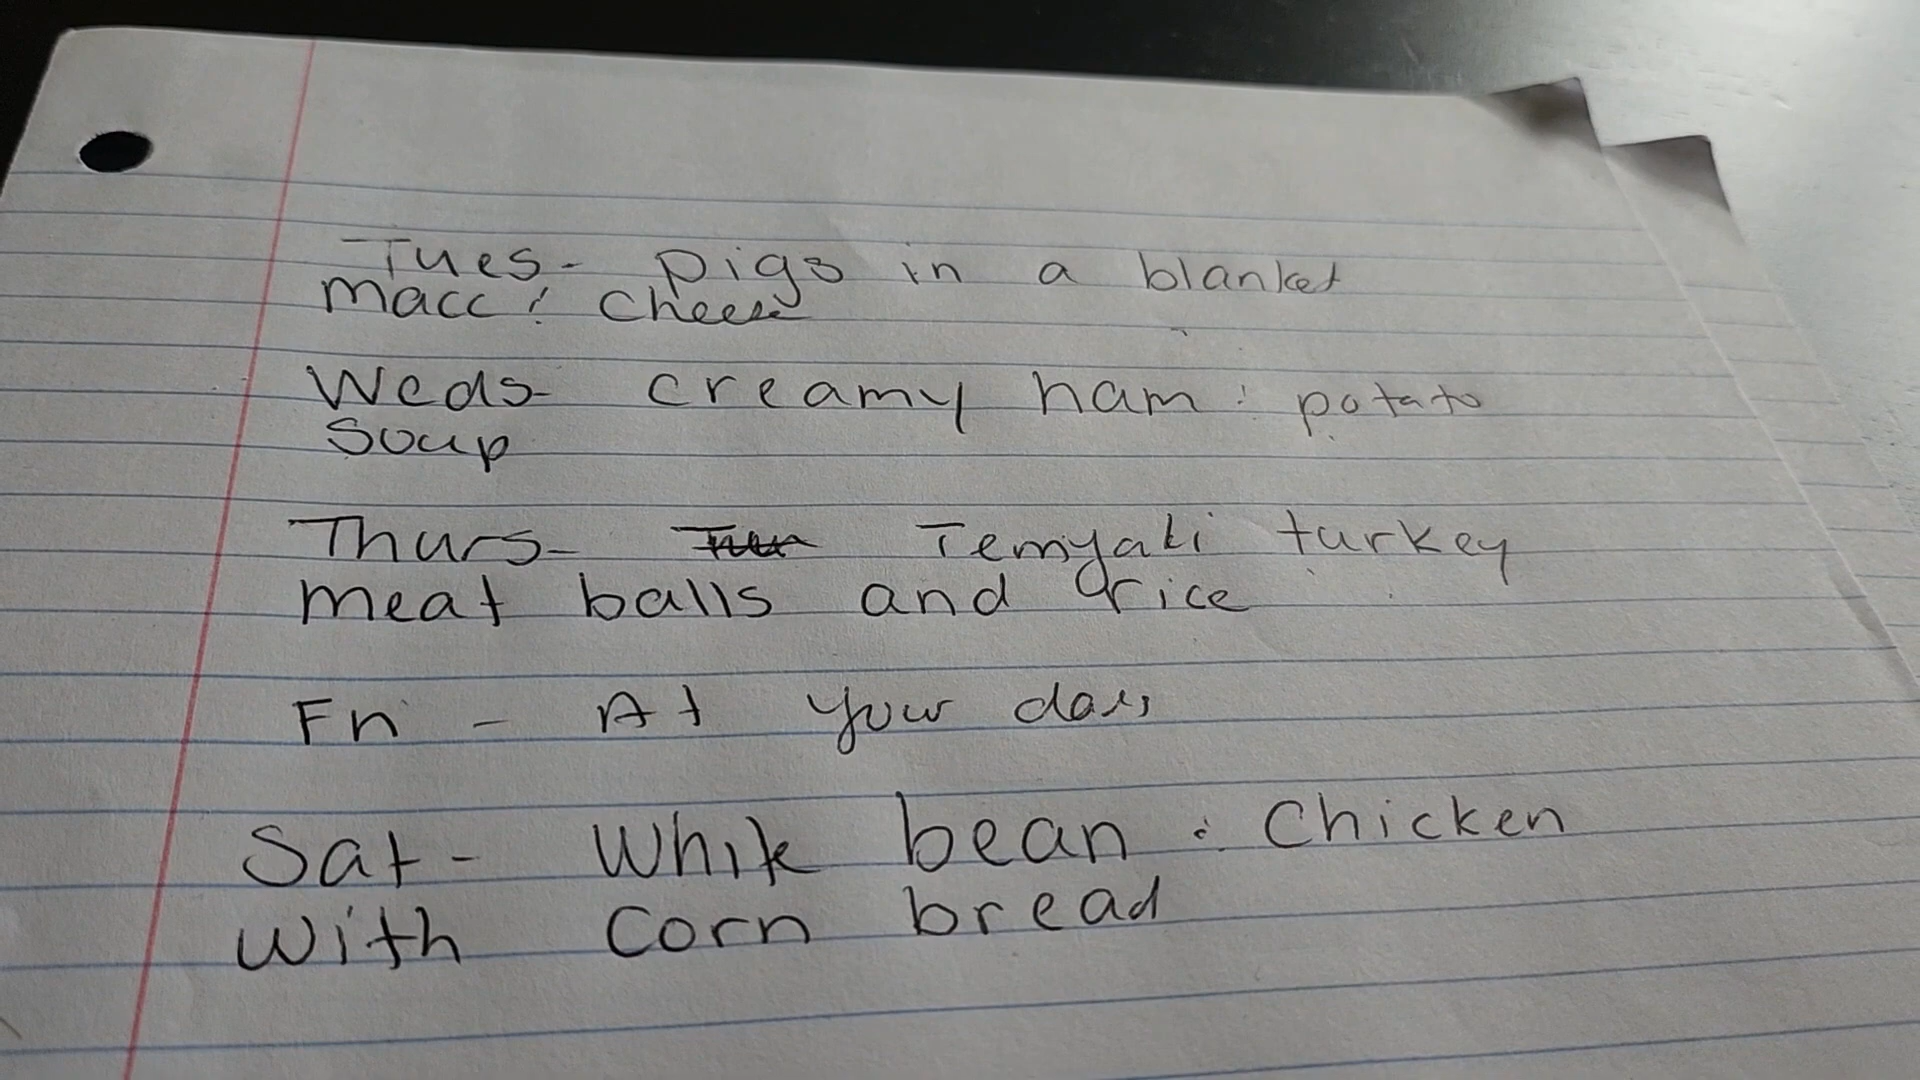 Tues- pigs in a blanket
macc & cheese
Weds- creamy ham & potato
soup
Thurs- Teriyaki turkey
meat balls and rice
Fri - At your dads
Sat- White bean & Chicken
with corn bread